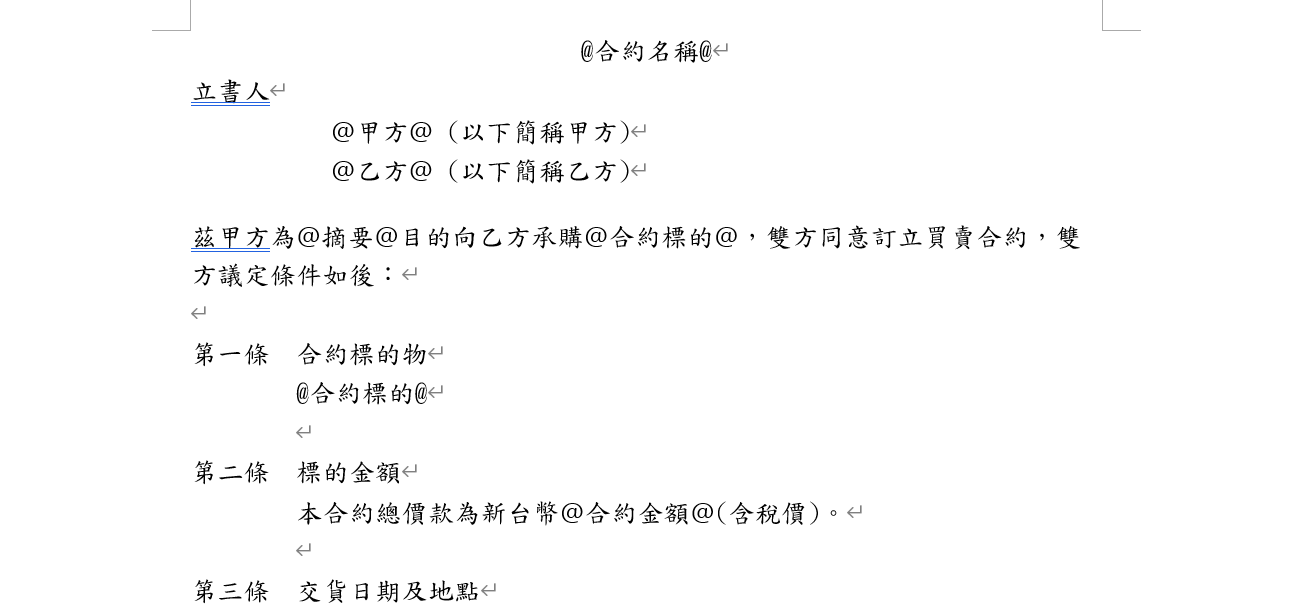 @合約名稱@
立書人
@甲方@（以下簡稱甲方）
@乙方@（以下簡稱乙方）
茲甲方為@摘要@目的向乙方承購@合約標的@，雙方同意訂立買賣合約，雙
方議定條件如後：
第一條　合約標的物
@合約標的@
第二條　標的金額
本合約總價款為新台幣@合約金額@(含稅價)。
第三條　交貨日期及地點